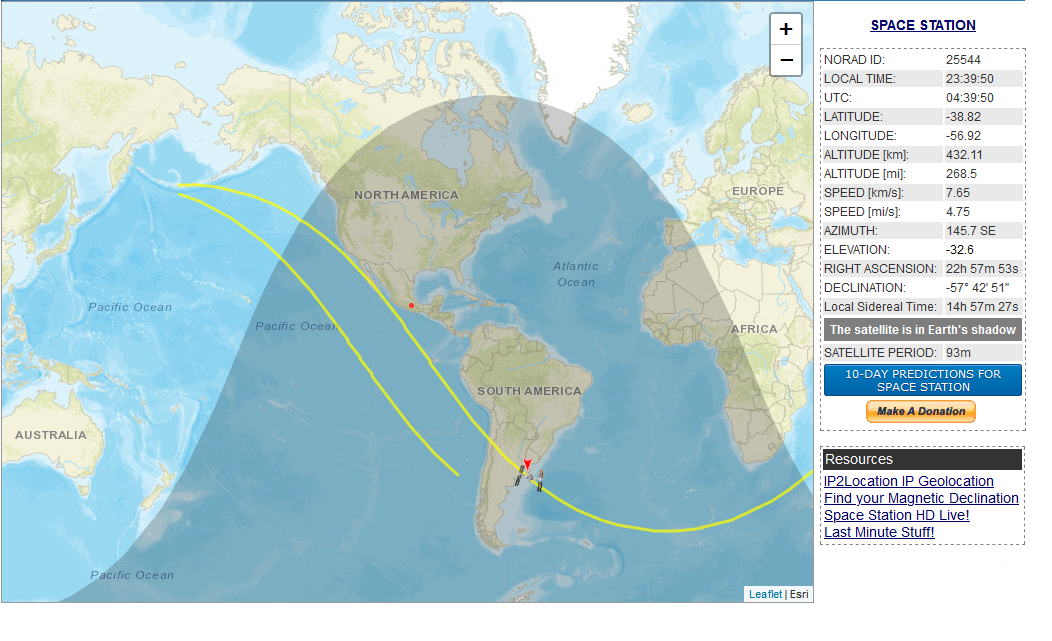 +
−
NORTH AMERICA
EUROPE
Atlantic
Ocean
Pacific Ocean
Pacific Ocean
AFRICA
SOUTH AMERICA
AUSTRALIA
Pacific Ocean
Leaflet | Esri
SPACE STATION
NORAD ID: 25544
LOCAL TIME: 23:39:50
UTC: 04:39:50
LATITUDE: -38.82
LONGITUDE: -56.92
ALTITUDE [km]: 432.11
ALTITUDE [mi]: 268.5
SPEED [km/s]: 7.65
SPEED [mi/s]: 4.75
AZIMUTH: 145.7 SE
ELEVATION: -32.6
RIGHT ASCENSION: 22h 57m 53s
DECLINATION: -57° 42' 51"
Local Sidereal Time: 14h 57m 27s
The satellite is in Earth's shadow
SATELLITE PERIOD: 93m
10-DAY PREDICTIONS FOR
SPACE STATION
Make A Donation
Resources
IP2Location IP Geolocation
Find your Magnetic Declination
Space Station HD Live!
Last Minute Stuff!